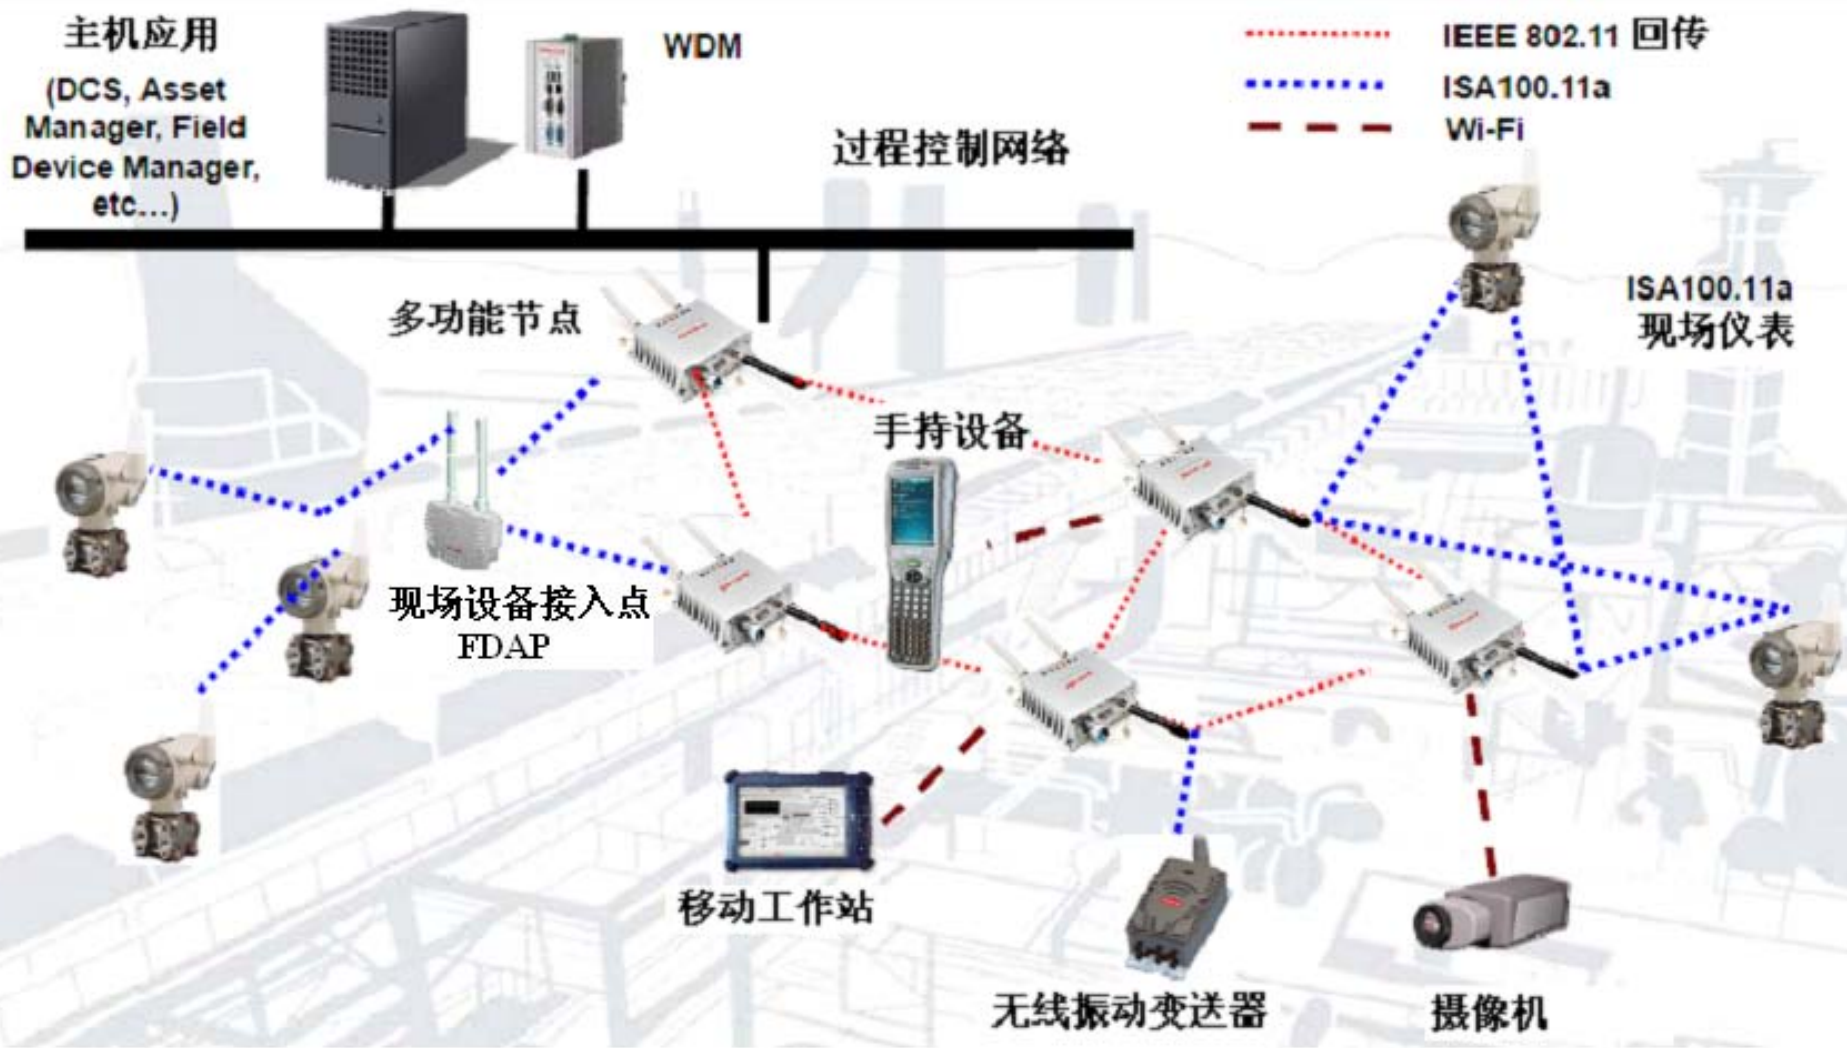 主机应用
(DCS, Asset
Manager, Field
Device Manager,
etc...)
WDM
过程控制网络
IEEE 802.11 回传
ISA100.11a
Wi-Fi
多功能节点
ISA100.11a
现场仪表
手持设备
现场设备接入点
FDAP
移动工作站
无线振动变送器
摄像机